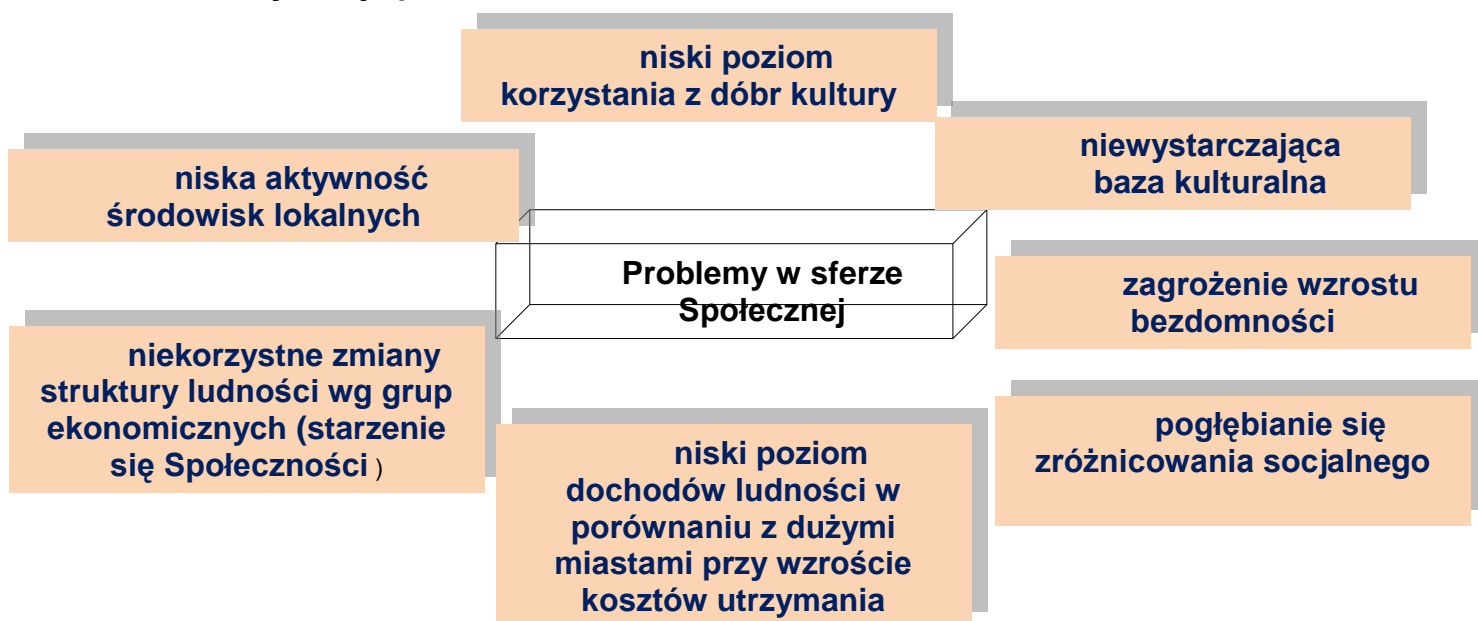 niski poziom
korzystania z dóbr kultury
niewystarczająca
baza kulturalna
niska aktywność
środowisk lokalnych
Problemy w sferze
Społecznej
zagrożenie wzrostu
bezdomności
niekorzystne zmiany
struktury ludności wg grup
ekonomicznych (starzenie
się Społeczności )
pogłębianie się
zróżnicowania socjalnego
niski poziom
dochodów ludności w
porównaniu z dużymi
miastami przy wzroście
kosztów utrzymania